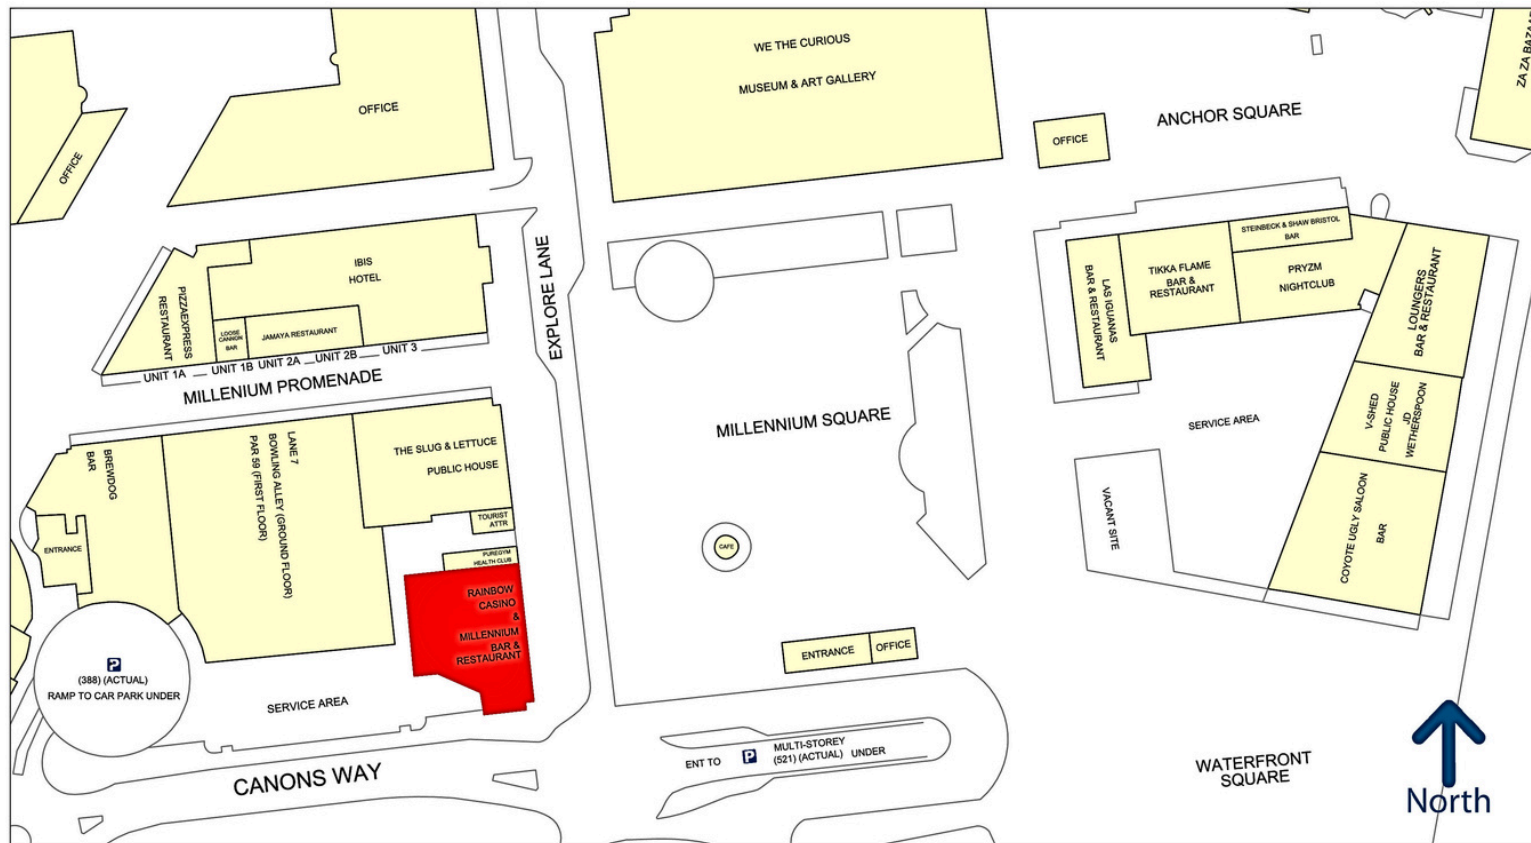 WE THE CURIOUS
MUSEUM & ART GALLERY
ZA ZA BAZAAR
OFFICE
OFFICE
ANCHOR SQUARE
OFFICE
EXPLORE LANE
IBIS
HOTEL
PIZZAEXPRESS
RESTAURANT
LOOSE
CANNON
BAR
JAMAYA RESTAURANT
UNIT 1A
UNIT 1B
UNIT 2A
UNIT 2B
UNIT 3
MILLENIUM PROMENADE
STEINBECK & SHAW BRISTOL
BAR
LAS IGUANAS
BAR & RESTAURANT
TIKKA FLAME
BAR &
RESTAURANT
PRYZM
NIGHTCLUB
LOUNGERS
BAR & RESTAURANT
MILLENNIUM SQUARE
SERVICE AREA
V-SHED
PUBLIC HOUSE
JD
WETHERSPOON
BREWDOG
BAR
LANE 7
BOWLING ALLEY (GROUND FLOOR)
PAR 59 (FIRST FLOOR)
THE SLUG & LETTUCE
PUBLIC HOUSE
TOURIST
ATTR
ENTRANCE
PUREGYM
HEALTH CLUB
CAFE
VACANT SITE
COYOTE UGLY SALOON
BAR
RAINBOW
CASINO
&
MILLENNIUM
BAR &
RESTAURANT
ENTRANCE
OFFICE
P
(388) (ACTUAL)
RAMP TO CAR PARK UNDER
SERVICE AREA
CANONS WAY
ENT TO
P
MULTI-STOREY
(521) (ACTUAL) UNDER
WATERFRONT
SQUARE
North